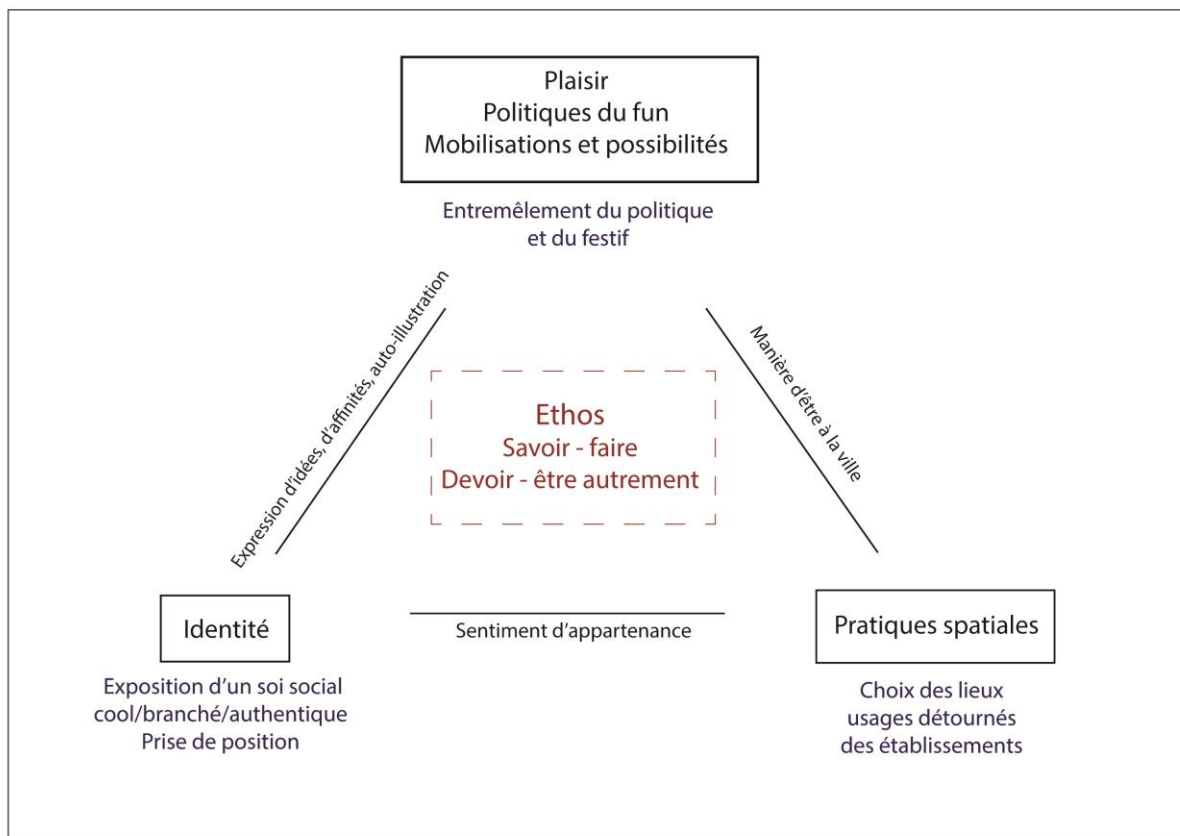 Plaisir
Politiques du fun
Mobilisations et possibilités
Entremêlement du politique
et du festif
Expression d'idées, d'affinités, auto-illustration
Manière d'être à la ville
Ethos
Savoir - faire
Devoir - être autrement
Identité
Sentiment d'appartenance
Pratiques spatiales
Exposition d'un soi social
cool/branché/authentique
Prise de position
Choix des lieux
usages détournés
des établissements